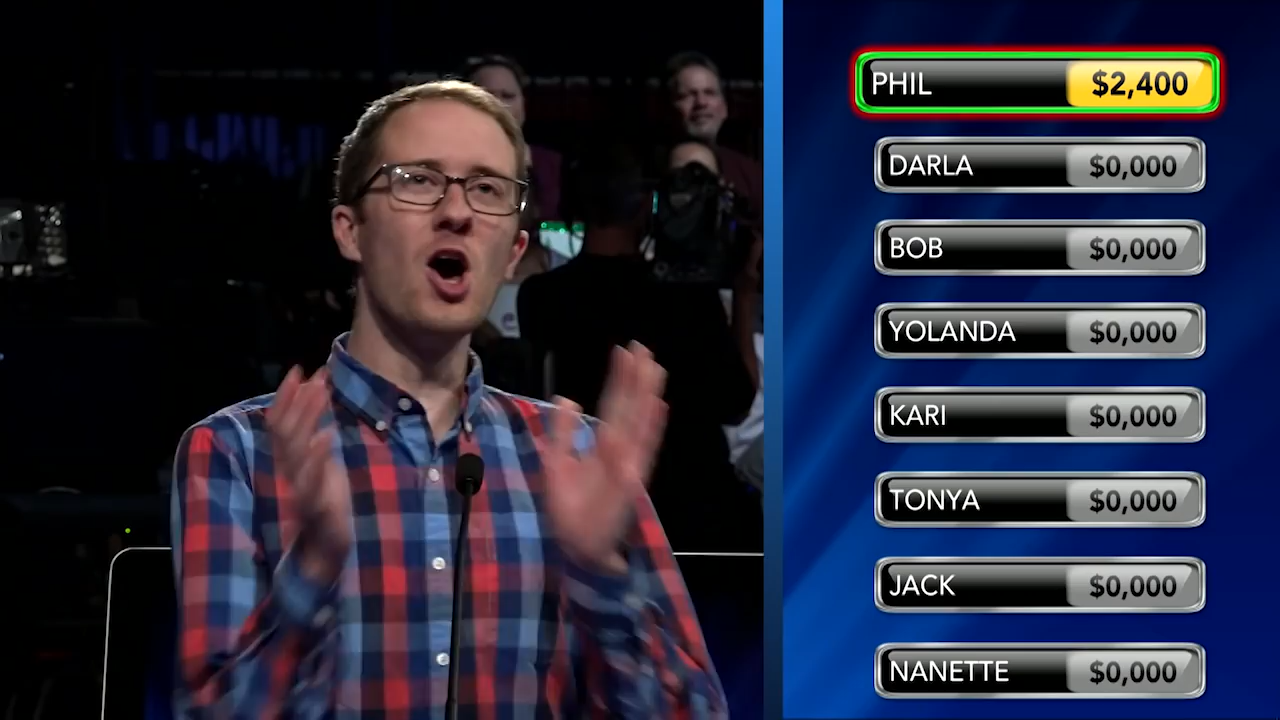 PHIL $2,400
DARLA $0,000
BOB $0,000
YOLANDA $0,000
KARI $0,000
TONYA $0,000
JACK $0,000
NANETTE $0,000